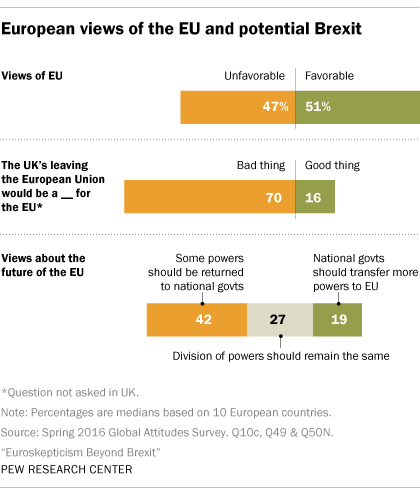 European views of the EU and potential Brexit
Views of EU
Unfavorable
Favorable
47%
51%
The UK's leaving
the European Union
would be a __ for
the EU*
Bad thing
Good thing
70
16
Views about the
future of the EU
Some powers
should be returned
to national govts
National govts
should transfer more
powers to EU
42
27
19
Division of powers should remain the same
*Question not asked in UK.
Note: Percentages are medians based on 10 European countries.
Source: Spring 2016 Global Attitudes Survey. Q10c, Q49 & Q50N.
"Euroskepticism Beyond Brexit"
PEW RESEARCH CENTER